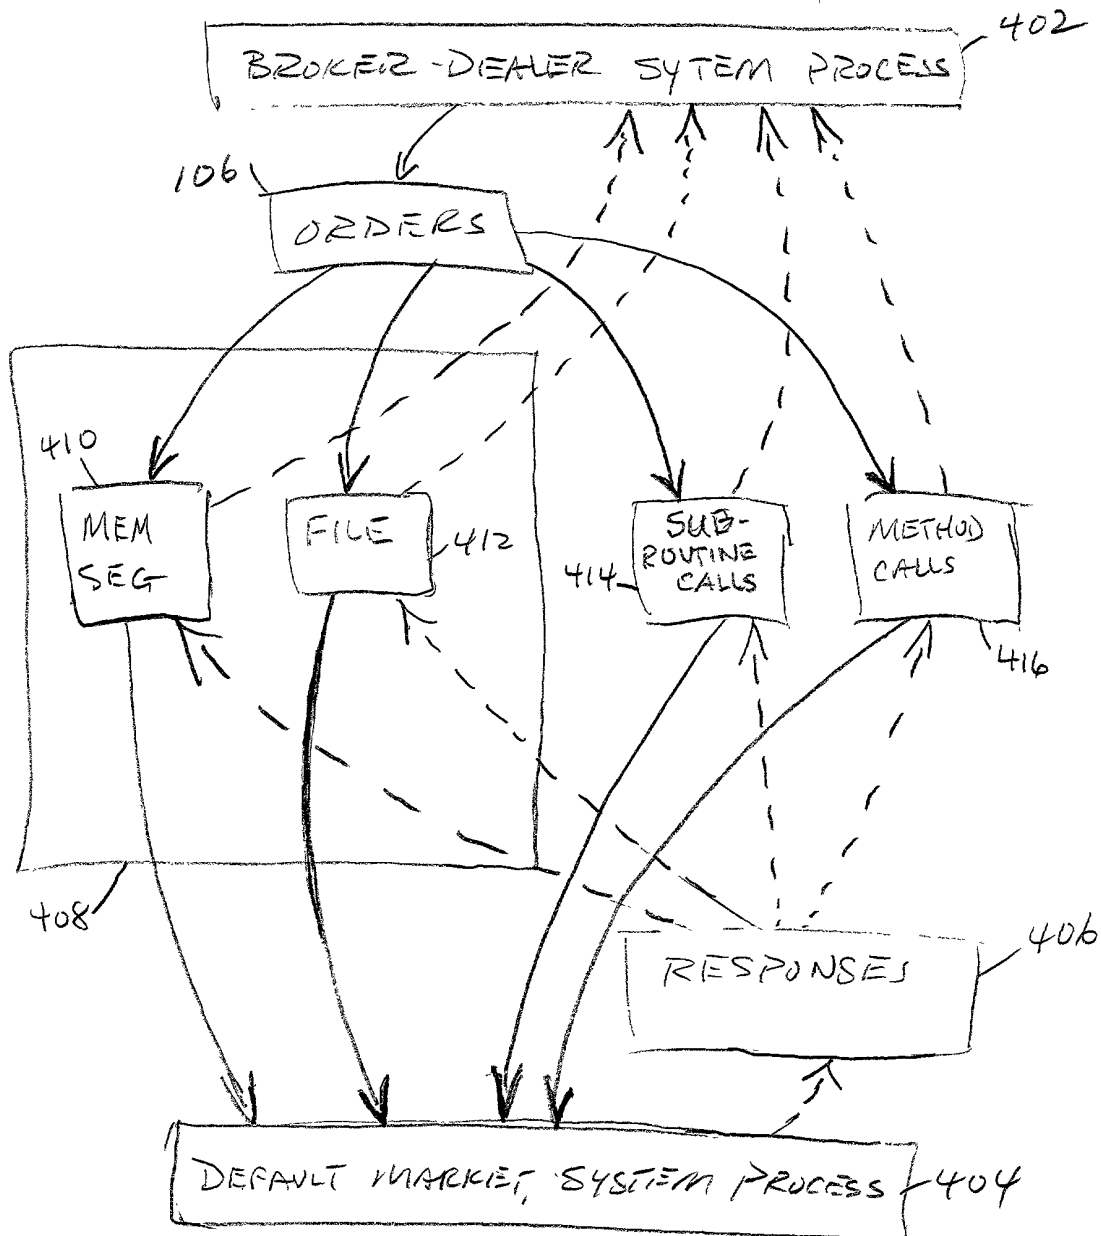 402
BROKER-DEALER SYTEM PROCESS
106
ORDERS
410
MEM
SEG
FILE
412
SUB-
ROUTINE
CALLS
414
METHOD
CALLS
416
408
406
RESPONSES
DEFAULT MARKET SYSTEM PROCESS
404